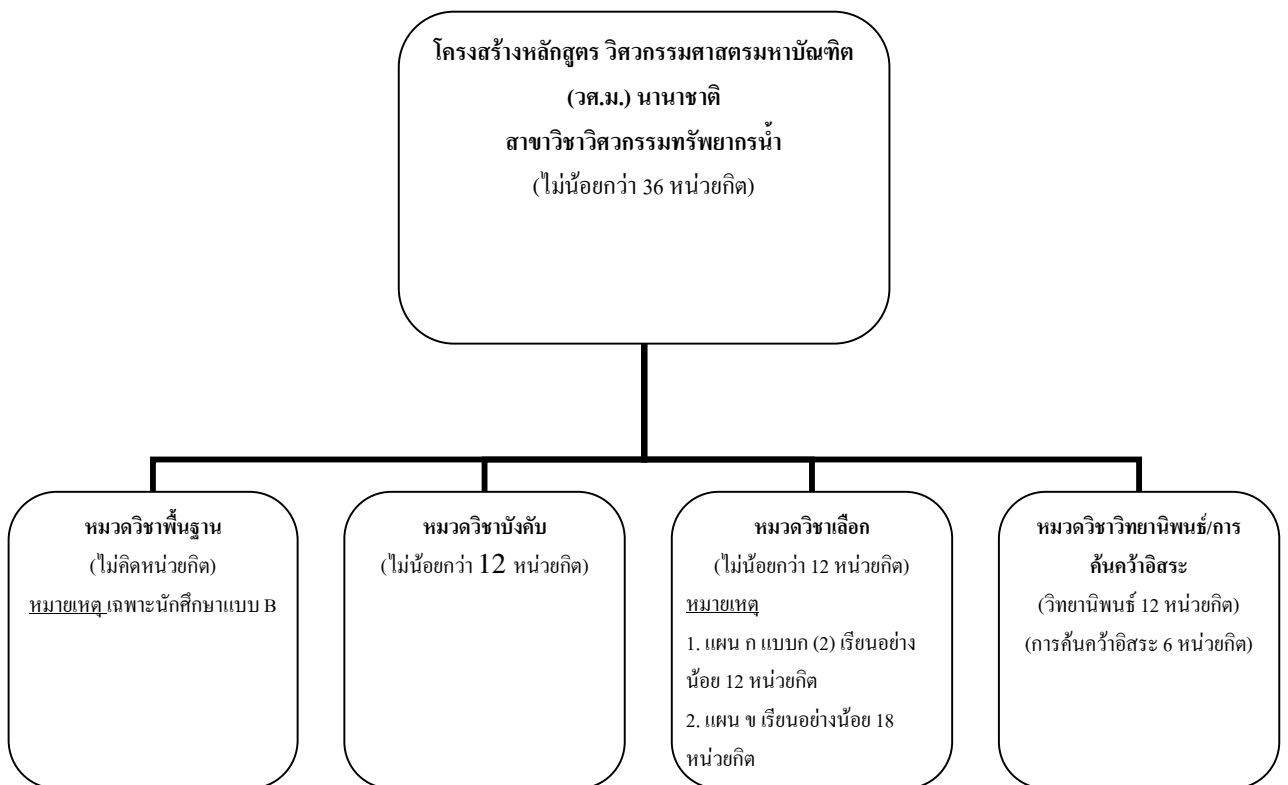 โครงสร้างหลักสูตร วิศวกรรมศาสตรมหาบัณฑิต
(วศ.ม.) นานาชาติ
สาขาวิชาวิศวกรรมทรัพยากรน้ำ
(ไม่น้อยกว่า 36 หน่วยกิต)
หมวดวิชาพื้นฐาน
(ไม่คิดหน่วยกิต)
หมายเหตุ เฉพาะนักศึกษาแบบ B
หมวดวิชาบังคับ
(ไม่น้อยกว่า 12 หน่วยกิต)
หมวดวิชาเลือก
(ไม่น้อยกว่า 12 หน่วยกิต)
หมายเหตุ
1. แผน ก แบบก (2) เรียนอย่าง
น้อย 12 หน่วยกิต
2. แผน ข เรียนอย่างน้อย 18
หน่วยกิต
หมวดวิชาวิทยานิพนธ์/การ
ค้นคว้าอิสระ
(วิทยานิพนธ์ 12 หน่วยกิต)
(การค้นคว้าอิสระ 6 หน่วยกิต)